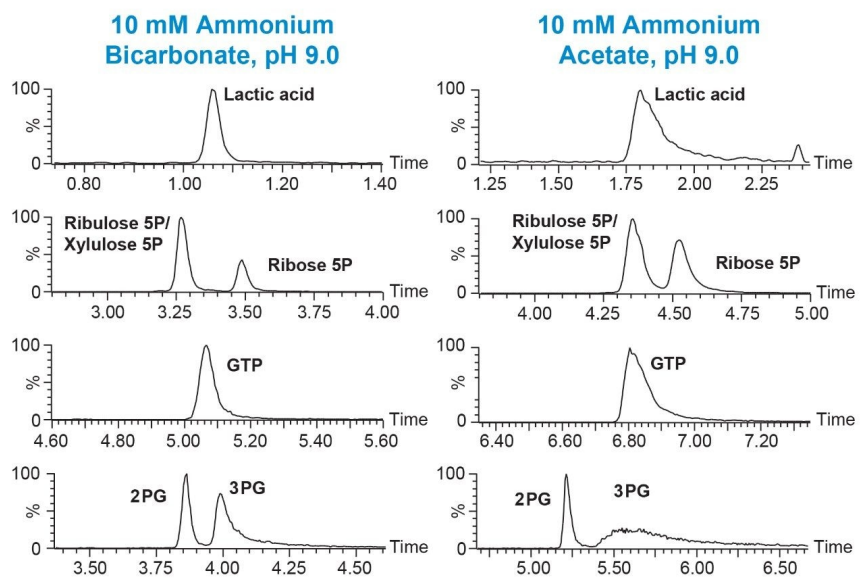 10 mM Ammonium
Bicarbonate, pH 9.0
100
%
0
Lactic acid
Time
0.80 1.00 1.20 1.40
100
%
0
Ribulose 5P/
Xylulose 5P
Ribose 5P
Time
3.00 3.25 3.50 3.75 4.00
100
%
0
GTP
Time
4.60 4.80 5.00 5.20 5.40 5.60
100
%
0
2PG
3PG
Time
3.50 3.75 4.00 4.25 4.50
10 mM Ammonium
Acetate, pH 9.0
100
%
0
Lactic acid
Time
1.25 1.50 1.75 2.00 2.25
100
%
0
Ribulose 5P/
Xylulose 5P
Ribose 5P
Time
4.00 4.25 4.50 4.75 5.00
100
%
0
GTP
Time
6.40 6.60 6.80 7.00 7.20
100
%
0
2PG
3PG
Time
5.00 5.50 6.00 6.50